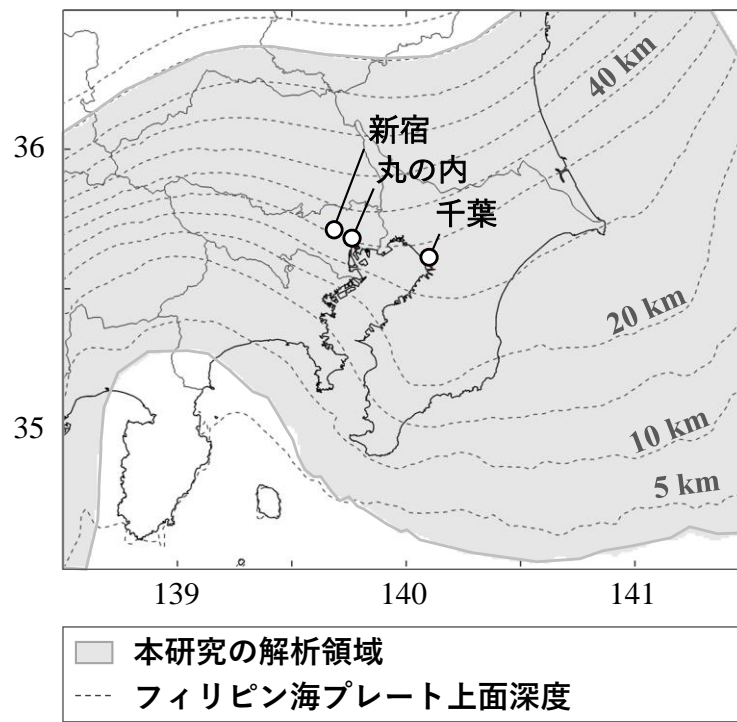 40 km
36
新宿
丸の内
千葉
20 km
35
10 km
5 km
139
140
141
本研究の解析領域
フィリピン海プレート上面深度